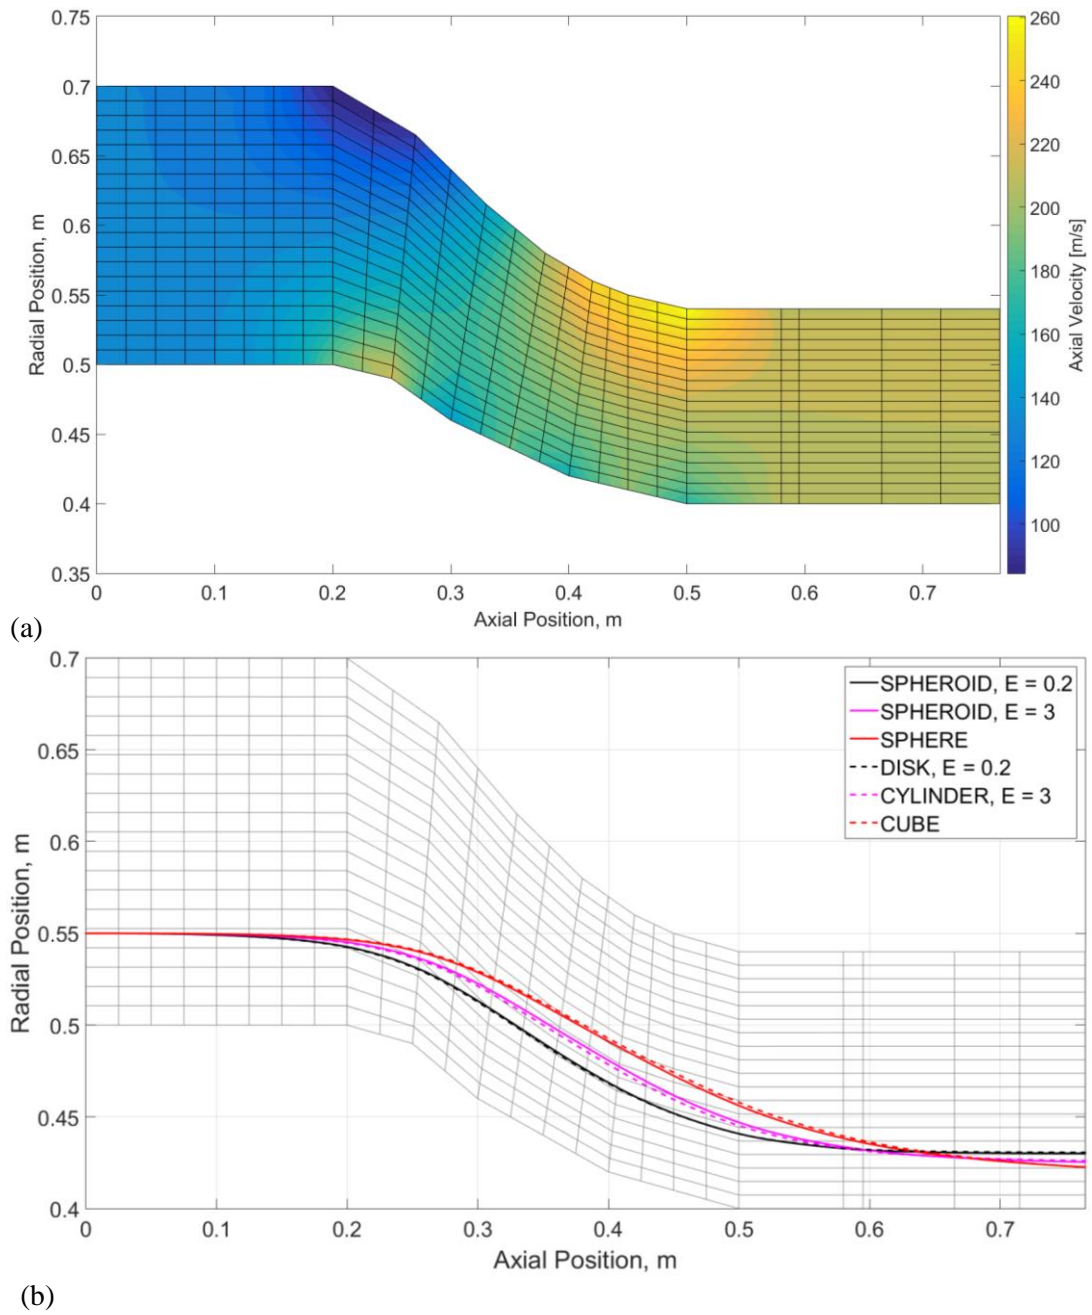 0.75
0.7
0.65
0.6
0.55
0.5
0.45
0.4
0.35
Radial Position, m
0 0.1 0.2 0.3 0.4 0.5 0.6 0.7
Axial Position, m
260
240
220
200
180
160
140
120
100
Axial Velocity [m/s]
(a)
0.7
0.65
0.6
0.55
0.5
0.45
0.4
Radial Position, m
SPHEROID, E = 0.2
SPHEROID, E = 3
SPHERE
DISK, E = 0.2
CYLINDER, E = 3
CUBE
0 0.1 0.2 0.3 0.4 0.5 0.6 0.7
Axial Position, m
(b)